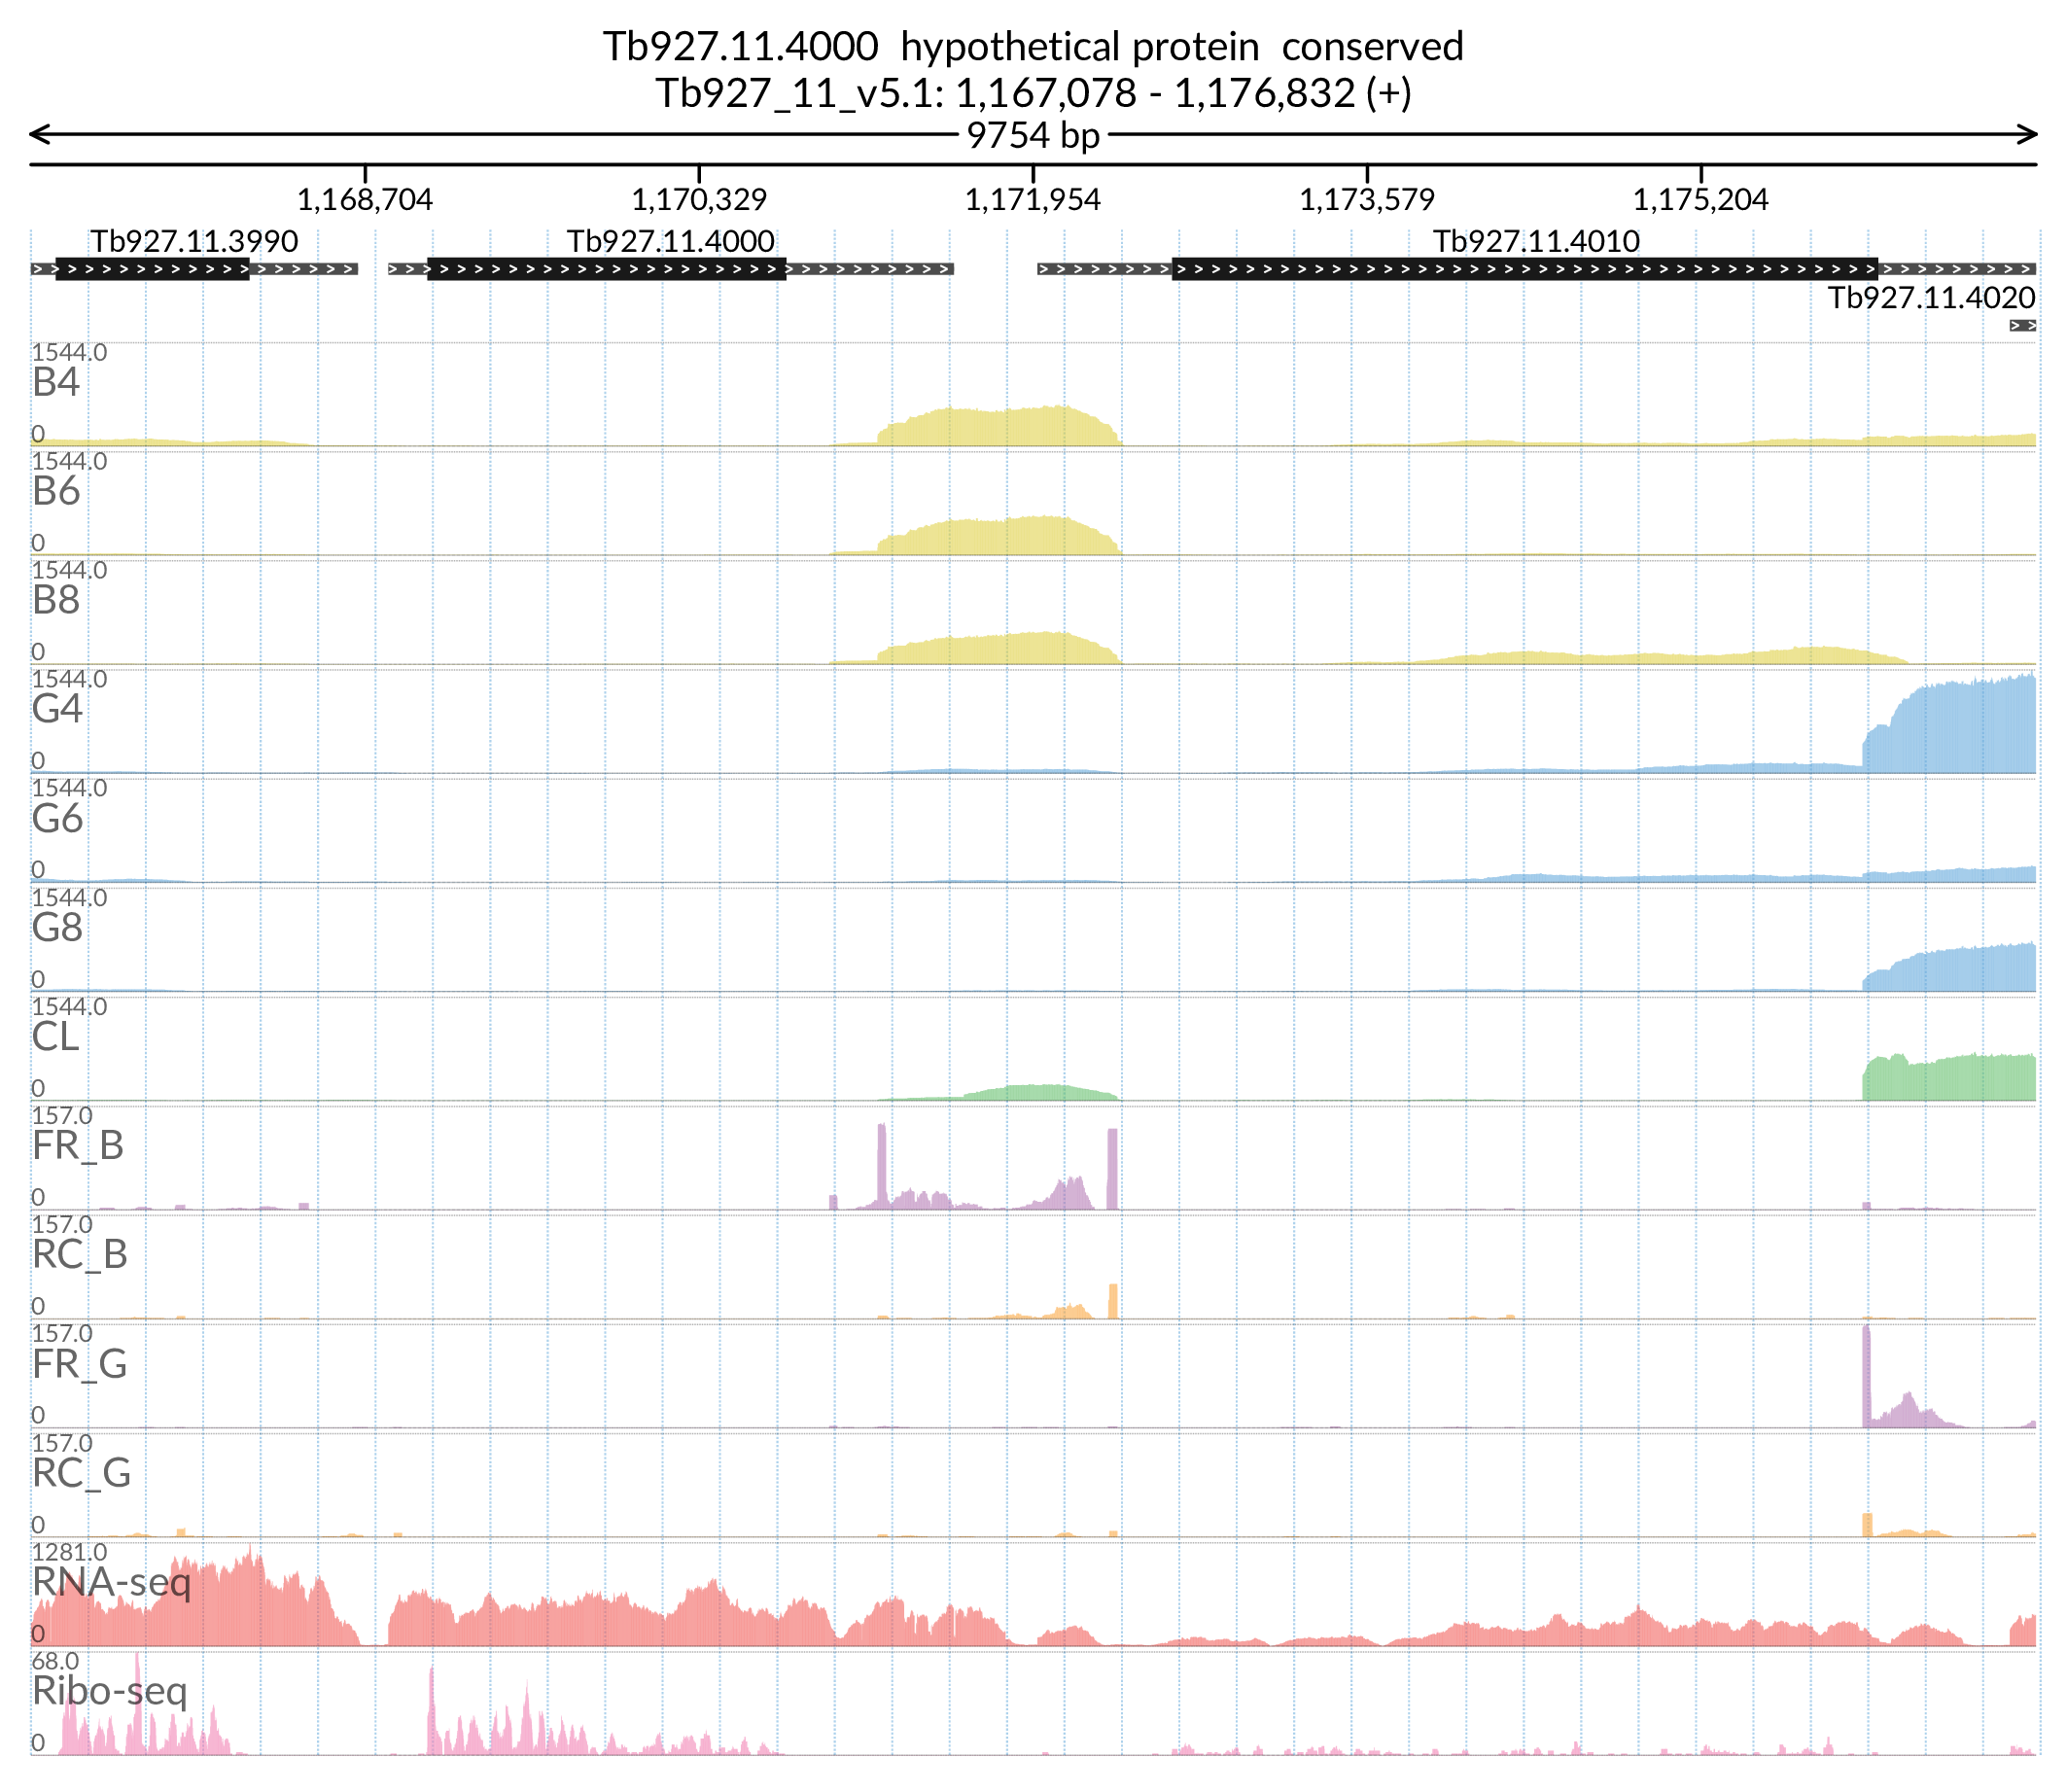 Tb927.11.4000  hypothetical protein  conserved
Tb927_11_v5.1: 1,167,078 - 1,176,832 (+)
9754 bp
1,168,704 1,170,329 1,171,954 1,173,579 1,175,204
Tb927.11.3990 Tb927.11.4000 Tb927.11.4010
Tb927.11.4020
1544.0
B4
0
1544.0
B6
0
1544.0
B8
0
1544.0
G4
0
1544.0
G6
0
1544.0
G8
0
1544.0
CL
0
157.0
FR_B
0
157.0
RC_B
0
157.0
FR_G
0
157.0
RC_G
0
1281.0
RNA-seq
0
68.0
Ribo-seq
0